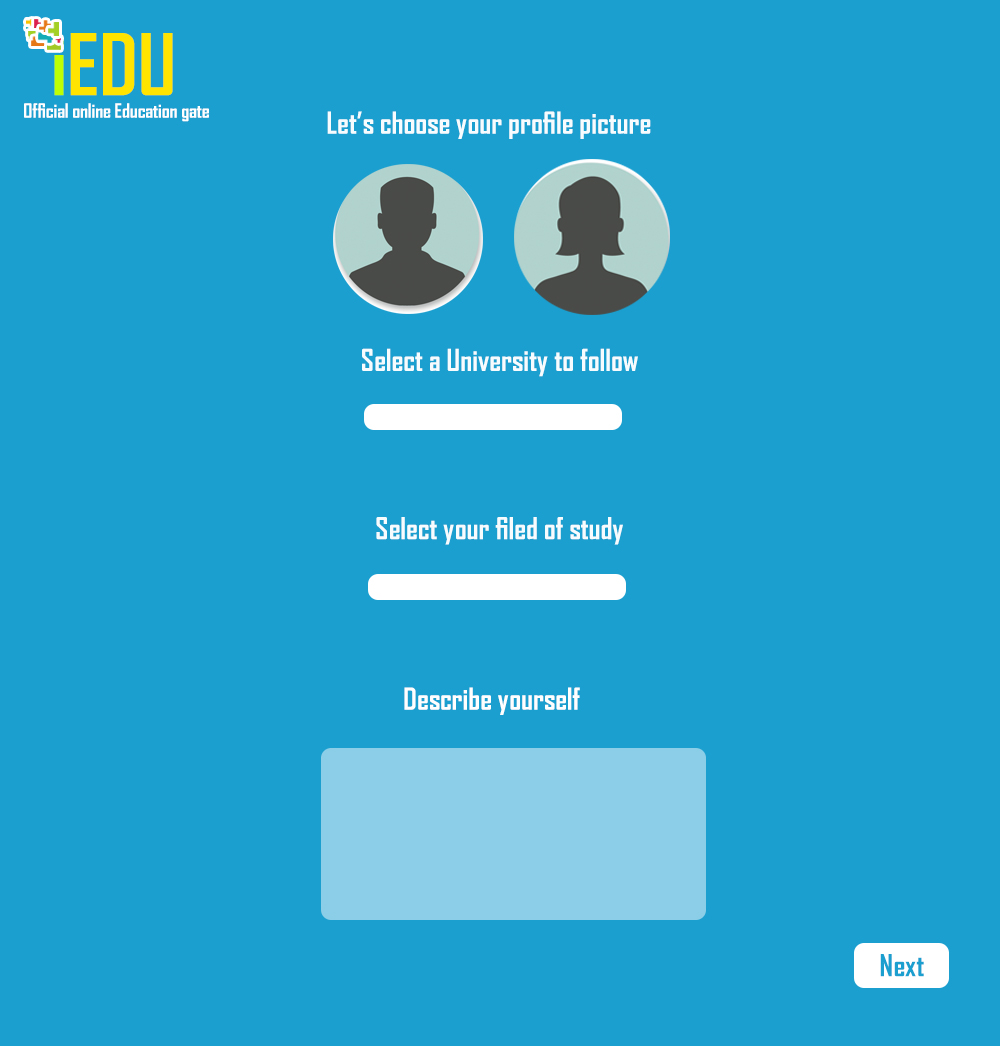 iEDU
Official online Education gate
Let's choose your profile picture
Select a University to follow
Select your filed of study
Describe yourself
Next